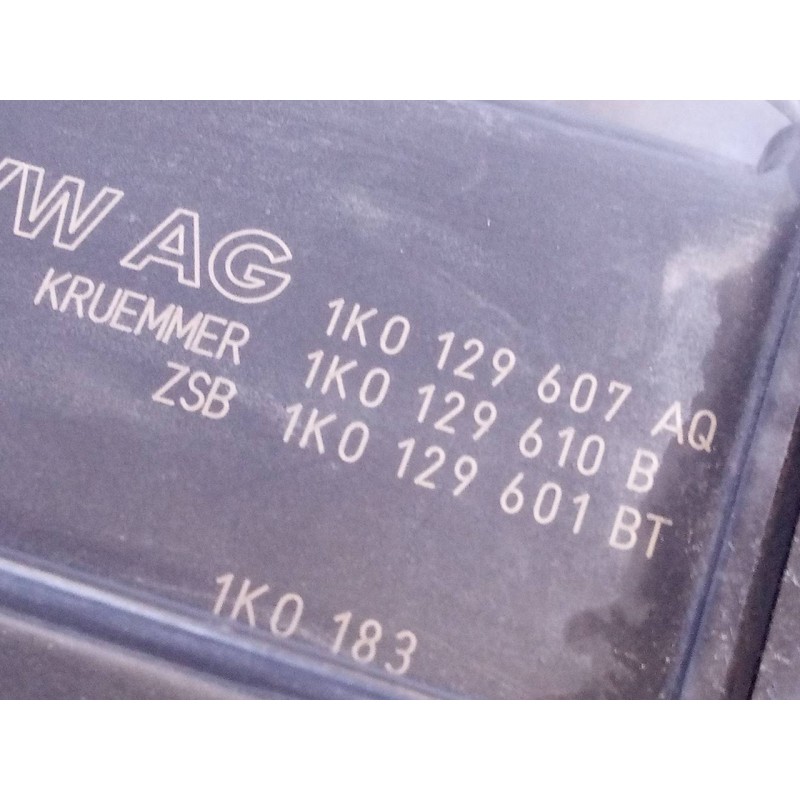 VW AG 1K0 129 607 AQ
KRUEMMER 1K0 129 610 B
ZSB 1K0 129 601 BT
1K0 183